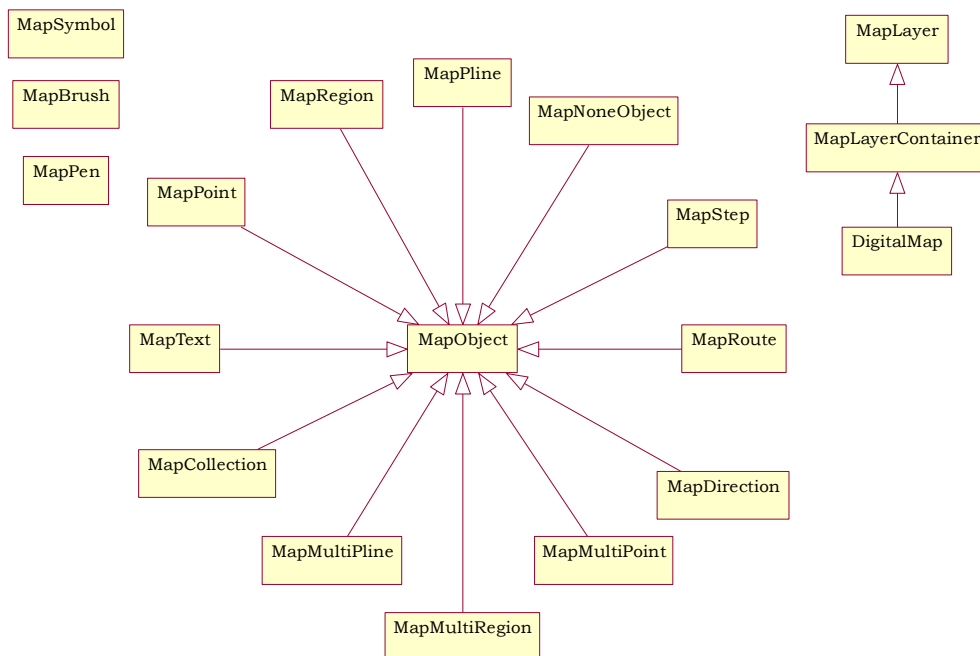 MapSymbol
MapLayer
MapPline
MapBrush
MapRegion
MapNoneObject
MapLayerContainer
MapPen
MapPoint
MapStep
DigitalMap
MapText
MapObject
MapRoute
MapCollection
MapDirection
MapMultiPline
MapMultiPoint
MapMultiRegion